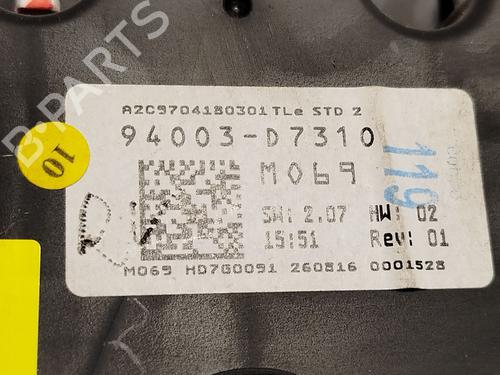 B-PARTS
A2C9704180301 TLe STD 2
94003-D7310
M069
SW: 2.07 HW: 02
15:51 Rev: 01
M069 HD7G0091 260816 0001528
10
119